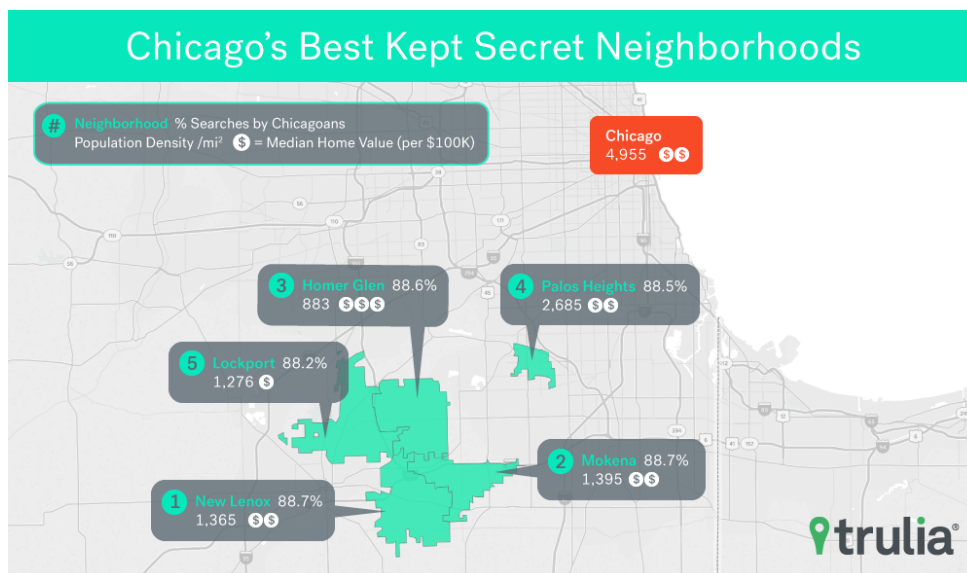 Chicago's Best Kept Secret Neighborhoods
# Neighborhood % Searches by Chicagoans
Population Density /mi² $ = Median Home Value (per $100K)
Chicago
4,955 $ $
3 Homer Glen 88.6%
883 $ $ $
4 Palos Heights 88.5%
2,685 $ $
5 Lockport 88.2%
1,276 $
2 Mokena 88.7%
1,395 $ $
1 New Lenox 88.7%
1,365 $ $
trulia®